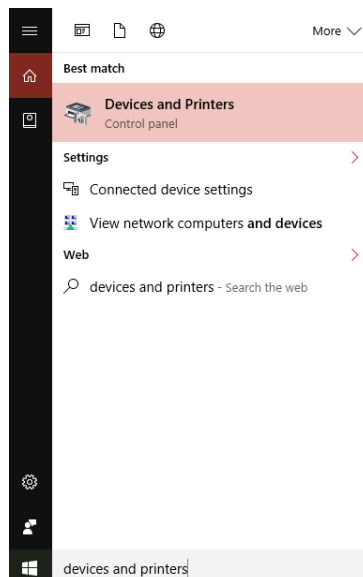 More
Best match
Devices and Printers
Control panel
Settings
Connected device settings
View network computers and devices
Web
devices and printers - Search the web
devices and printers